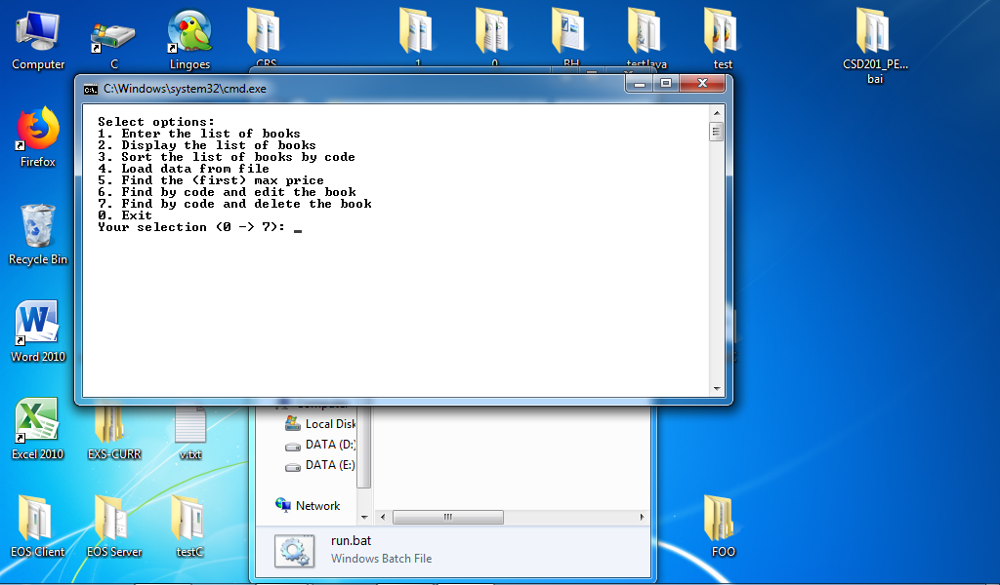 Computer
C
Lingoes
CRS
1
0
BH
testJava
test
CSD201_PE...
bai
C:\Windows\system32\cmd.exe
Select options:
1. Enter the list of books
2. Display the list of books
3. Sort the list of books by code
4. Load data from file
5. Find the (first) max price
6. Find by code and edit the book
7. Find by code and delete the book
0. Exit
Your selection (0 -> 7): _
Firefox
Recycle Bin
Word 2010
Excel 2010
EXS-CURR
v.txt
Computer
Local Disk
DATA (D:)
DATA (E:)
Network
EOS Client
EOS Server
testC
run.bat
Windows Batch File
FOO